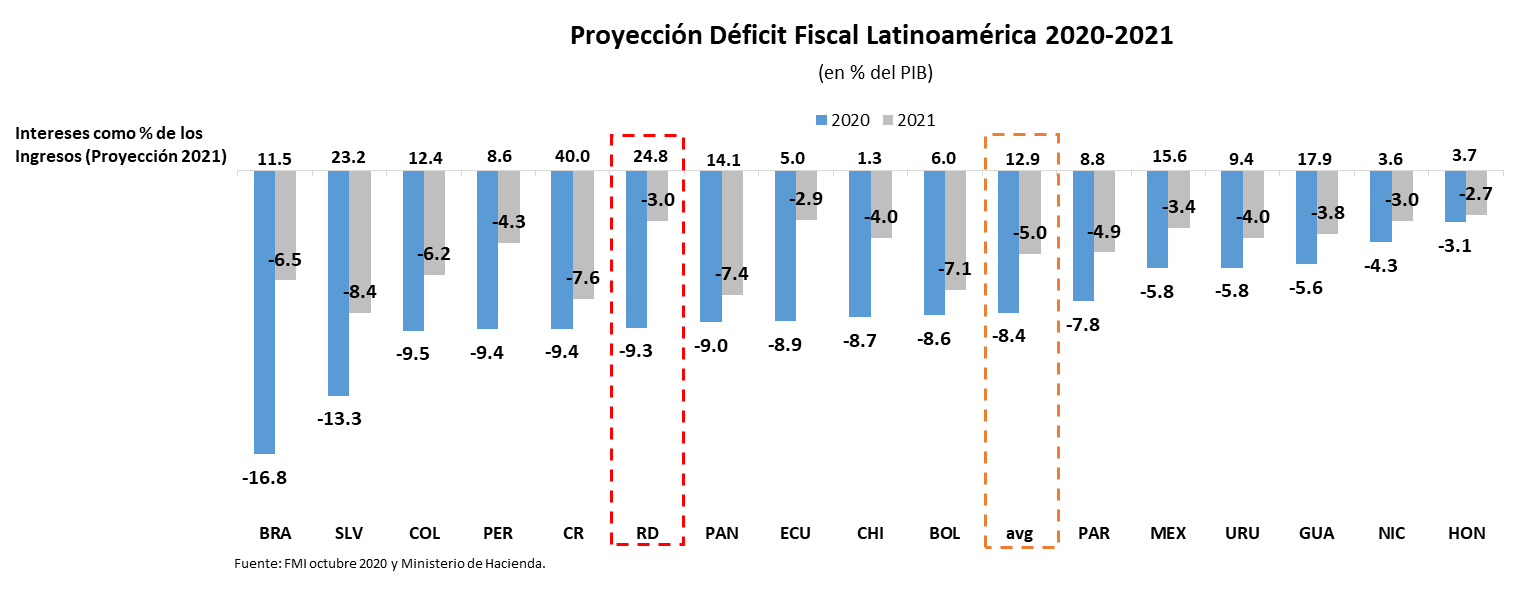 Proyección Déficit Fiscal Latinoamérica 2020-2021
(en % del PIB)
2020 2021
Intereses como % de los
Ingresos (Proyección 2021)
11.5 23.2 12.4 8.6 40.0 24.8 14.1 5.0 1.3 6.0 12.9 8.8 15.6 9.4 17.9 3.6 3.7
-6.5 -8.4 -6.2 -4.3 -7.6 -3.0 -7.4 -2.9 -4.0 -7.1 -5.0 -4.9 -3.4 -4.0 -3.8 -3.0 -2.7
-16.8 -13.3 -9.5 -9.4 -9.4 -9.3 -9.0 -8.9 -8.7 -8.6 -8.4 -7.8 -5.8 -5.8 -5.6 -4.3 -3.1
BRA SLV COL PER CR RD PAN ECU CHI BOL avg PAR MEX URU GUA NIC HON
Fuente: FMI octubre 2020 y Ministerio de Hacienda.